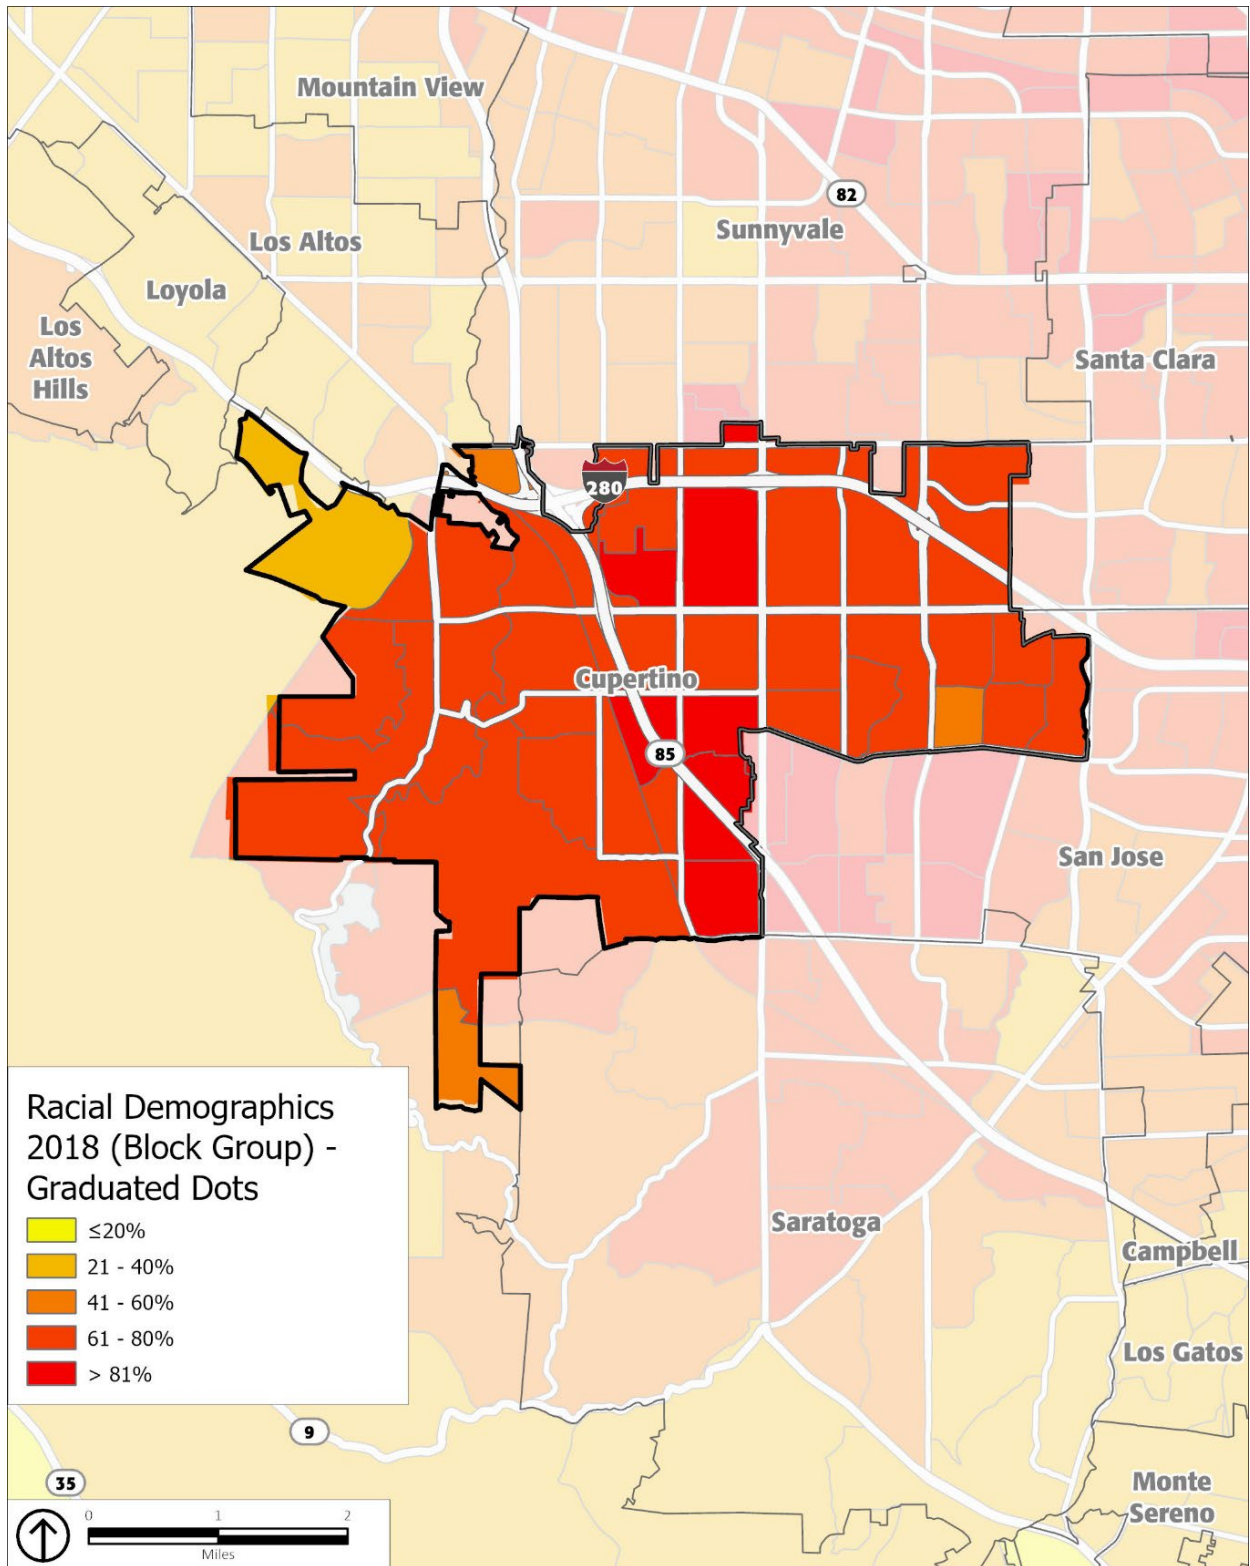 Mountain View
82
Sunnyvale
Los Altos
Loyola
Los
Altos
Hills
Santa Clara
280
Cupertino
85
San Jose
Racial Demographics
2018 (Block Group) -
Graduated Dots
≤20%
21 - 40%
41 - 60%
61 - 80%
> 81%
Saratoga
Campbell
Los Gatos
9
35
Monte
Sereno
0 1 2
Miles